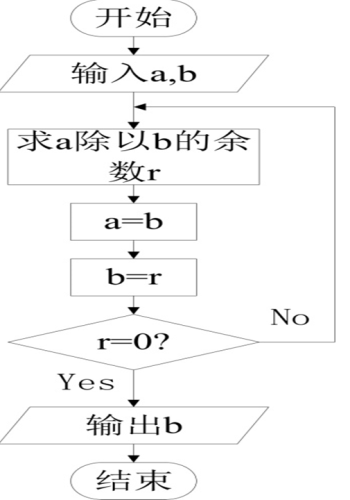 开始
输入a,b
求a除以b的余
数r
a=b
b=r
No
r=0?
Yes
输出b
结束